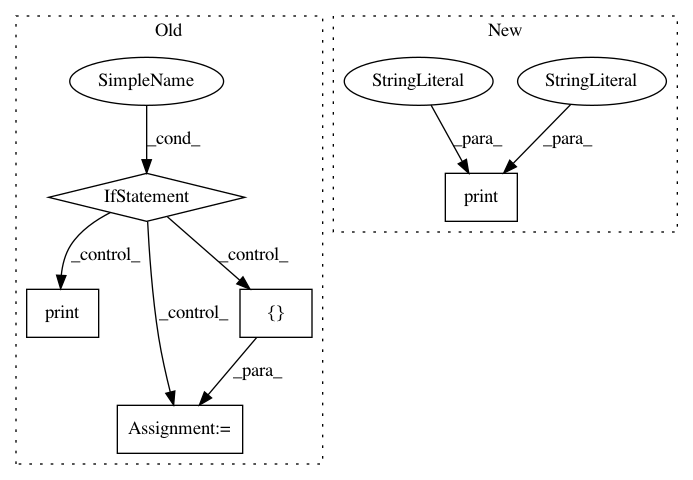 Old
New
SimpleName
StringLiteral
StringLiteral
_cond_
_para_
_para_
IfStatement
print
_control_
_control_
_control_
print
{}
_para_
Assignment:=